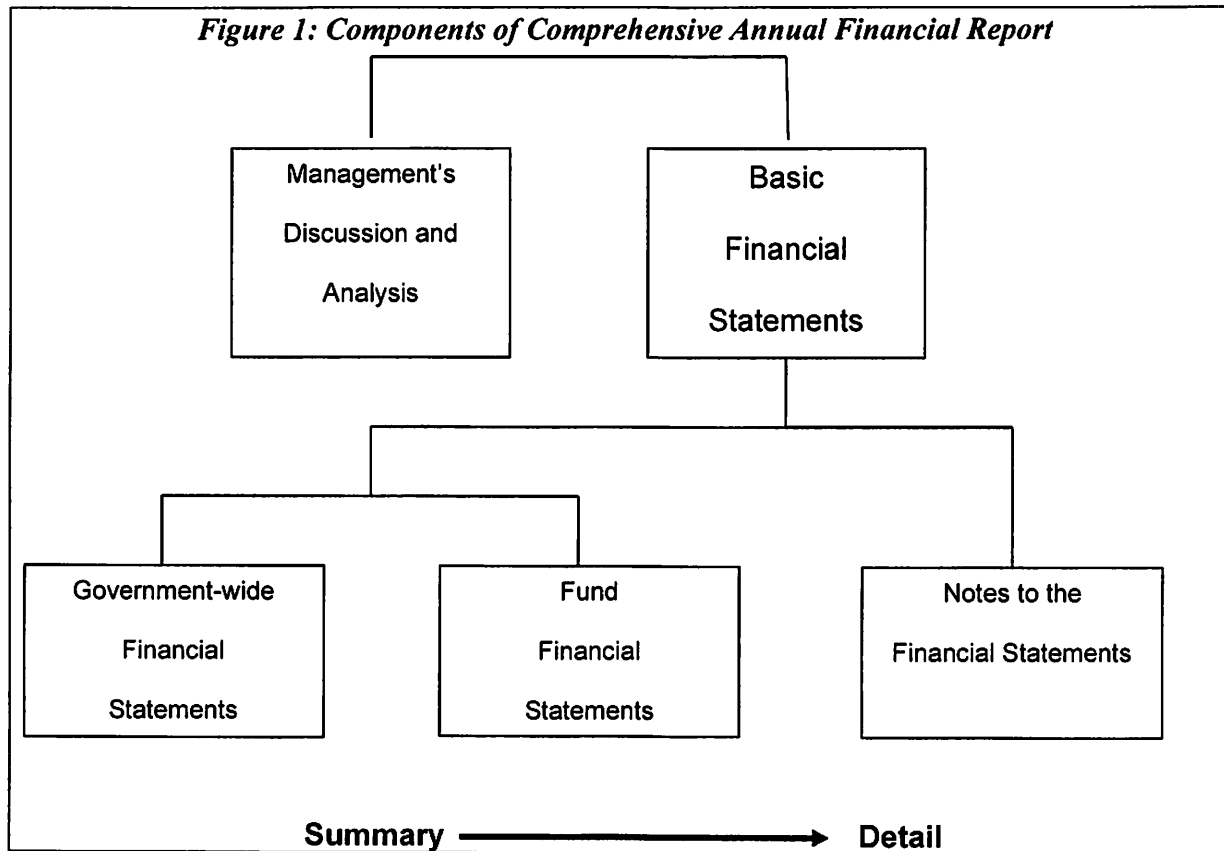 Figure 1: Components of Comprehensive Annual Financial Report
Management's
Discussion and
Analysis
Basic
Financial
Statements
Government-wide
Financial
Statements
Fund
Financial
Statements
Notes to the
Financial Statements
Summary
Detail